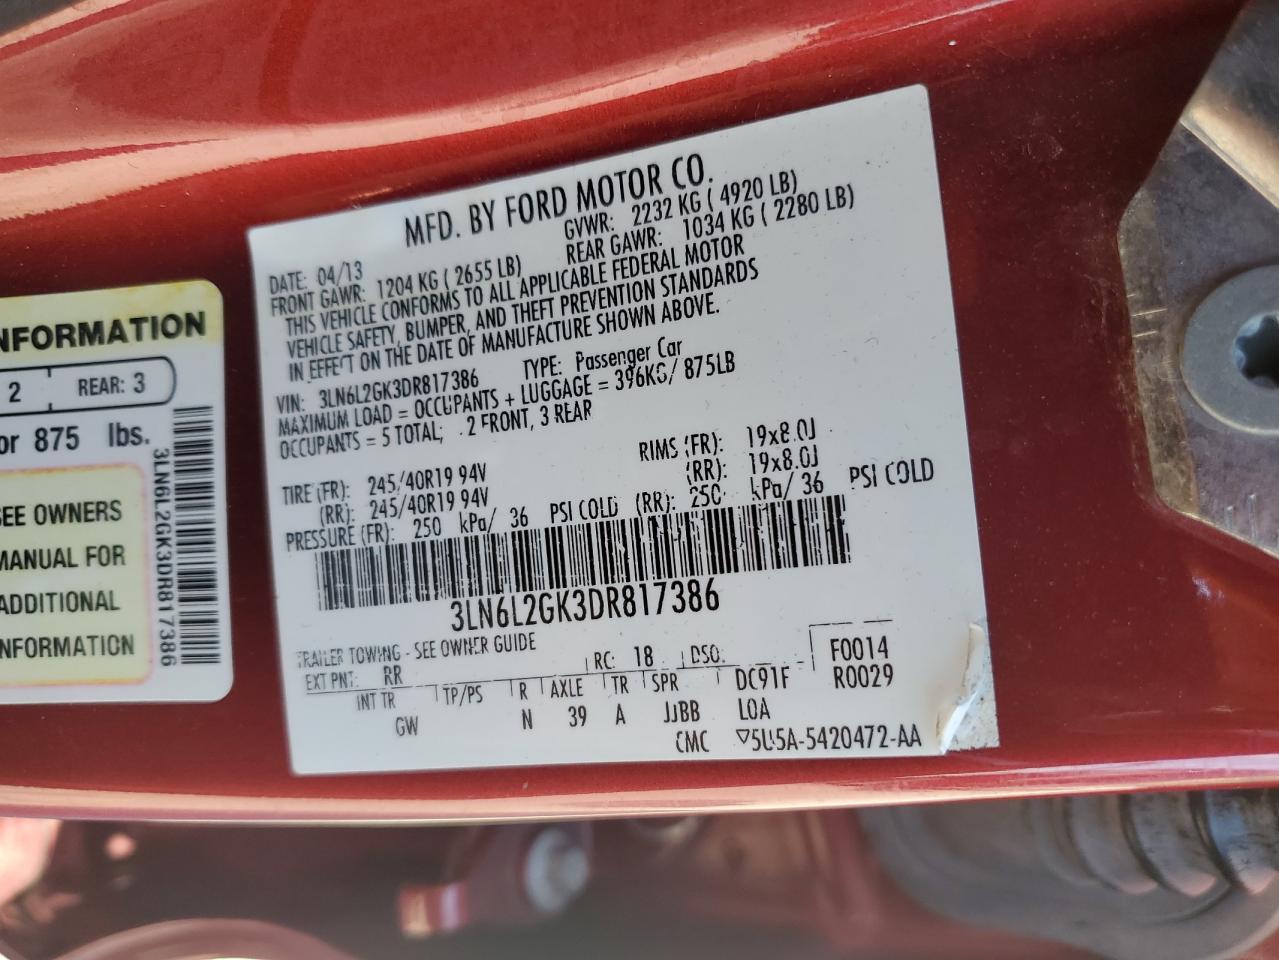 MFD. BY FORD MOTOR CO.
DATE: 04/13 GVWR: 2232 KG ( 4920 LB)
FRONT GAWR: 1204 KG ( 2655 LB) REAR GAWR: 1034 KG ( 2280 LB)
THIS VEHICLE CONFORMS TO ALL APPLICABLE FEDERAL MOTOR
VEHICLE SAFETY, BUMPER, AND THEFT PREVENTION STANDARDS
IN EFFECT ON THE DATE OF MANUFACTURE SHOWN ABOVE.
VIN: 3LN6L2GK3DR817386 TYPE: Passenger Car
MAXIMUM LOAD = OCCUPANTS + LUGGAGE = 396KG/ 875LB
OCCUPANTS = 5 TOTAL; 2 FRONT, 3 REAR
RIMS (FR): 19x8.0J
TIRE (FR): 245/40R19 94V (RR): 19x8.0J
(RR): 245/40R19 94V
PRESSURE (FR): 250 kPa/ 36 PSI COLD (RR): 250 kPa/ 36 PSI COLD
3LN6L2GK3DR817386
TRAILER TOWING - SEE OWNER GUIDE
EXT PNT: RR RC: 18 DSO: F0014
INT TR TP/PS R AXLE TR SPR DC91F R0029
GW N 39 A JJBB LOA
CMC ▽5U5A-5420472-AA
NFORMATION
2 REAR: 3
or 875 lbs.
SEE OWNERS
MANUAL FOR
ADDITIONAL
INFORMATION
3LN6L2GK3DR817386